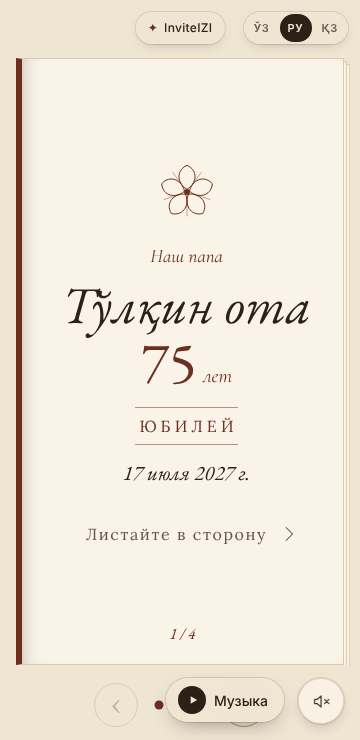 InviteIZI
ЎЗ РУ ҚЗ
Наш папа
Тўлқин ота
75 лет
ЮБИЛЕЙ
17 июля 2027 г.
Листайте в сторону
1/4
Музыка